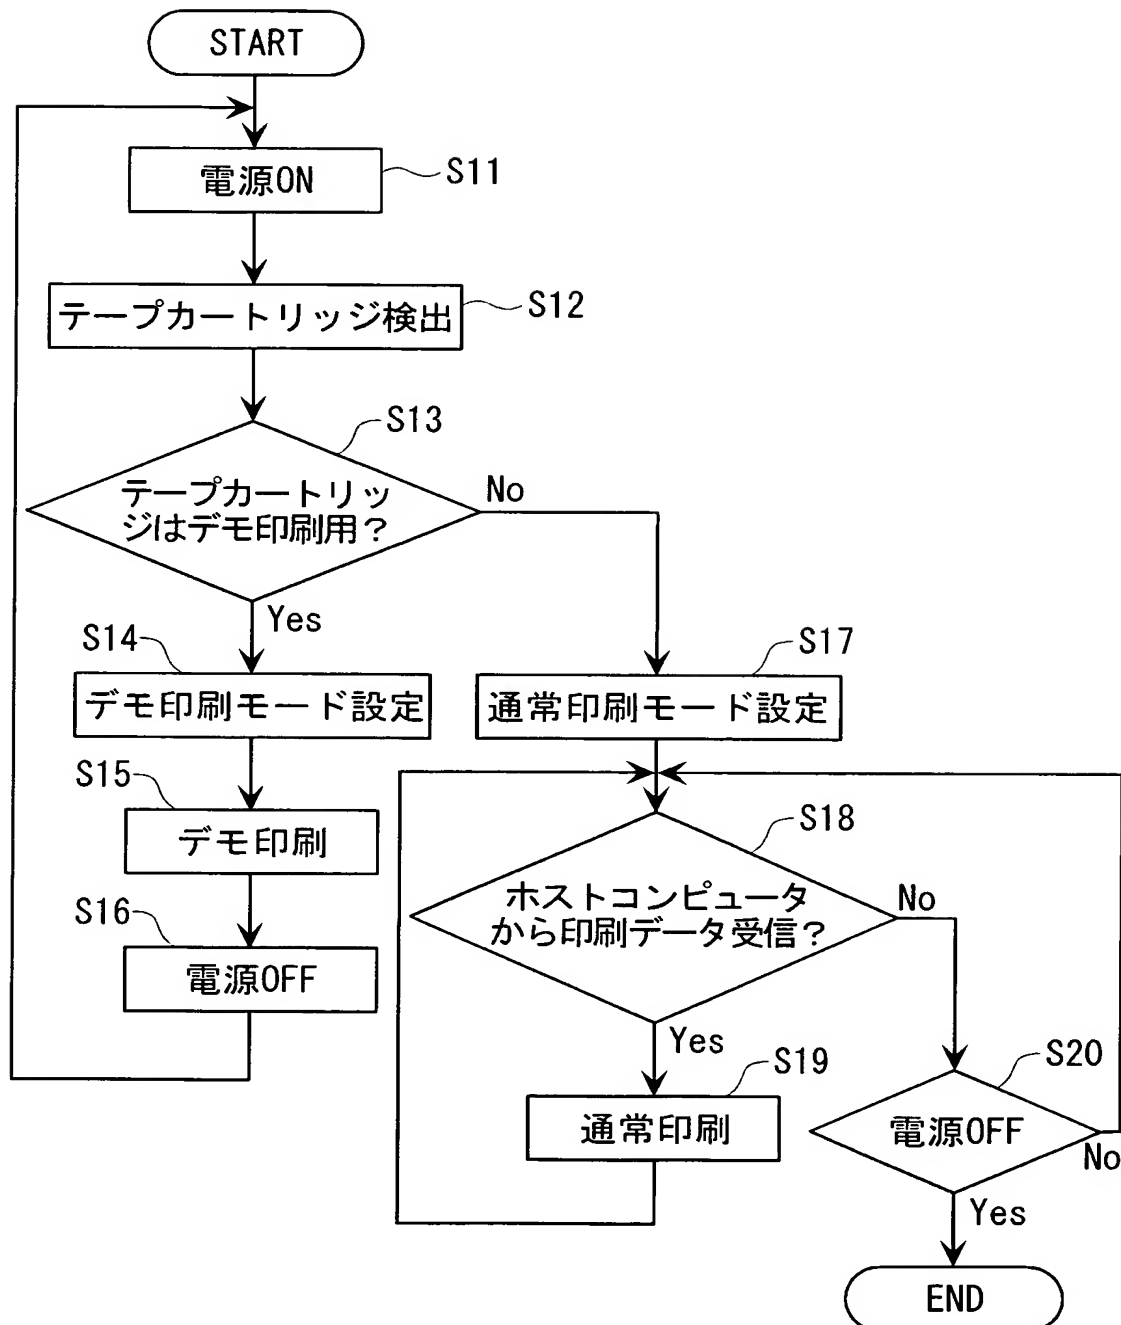 START
電源ON
S11
テープカートリッジ検出
S12
S13
テープカートリッ
ジはデモ印刷用？
No
Yes
S14
デモ印刷モード設定
S17
通常印刷モード設定
S15
デモ印刷
S18
ホストコンピュータ
から印刷データ受信？
No
S16
電源OFF
Yes
S19
通常印刷
S20
電源OFF
No
Yes
END